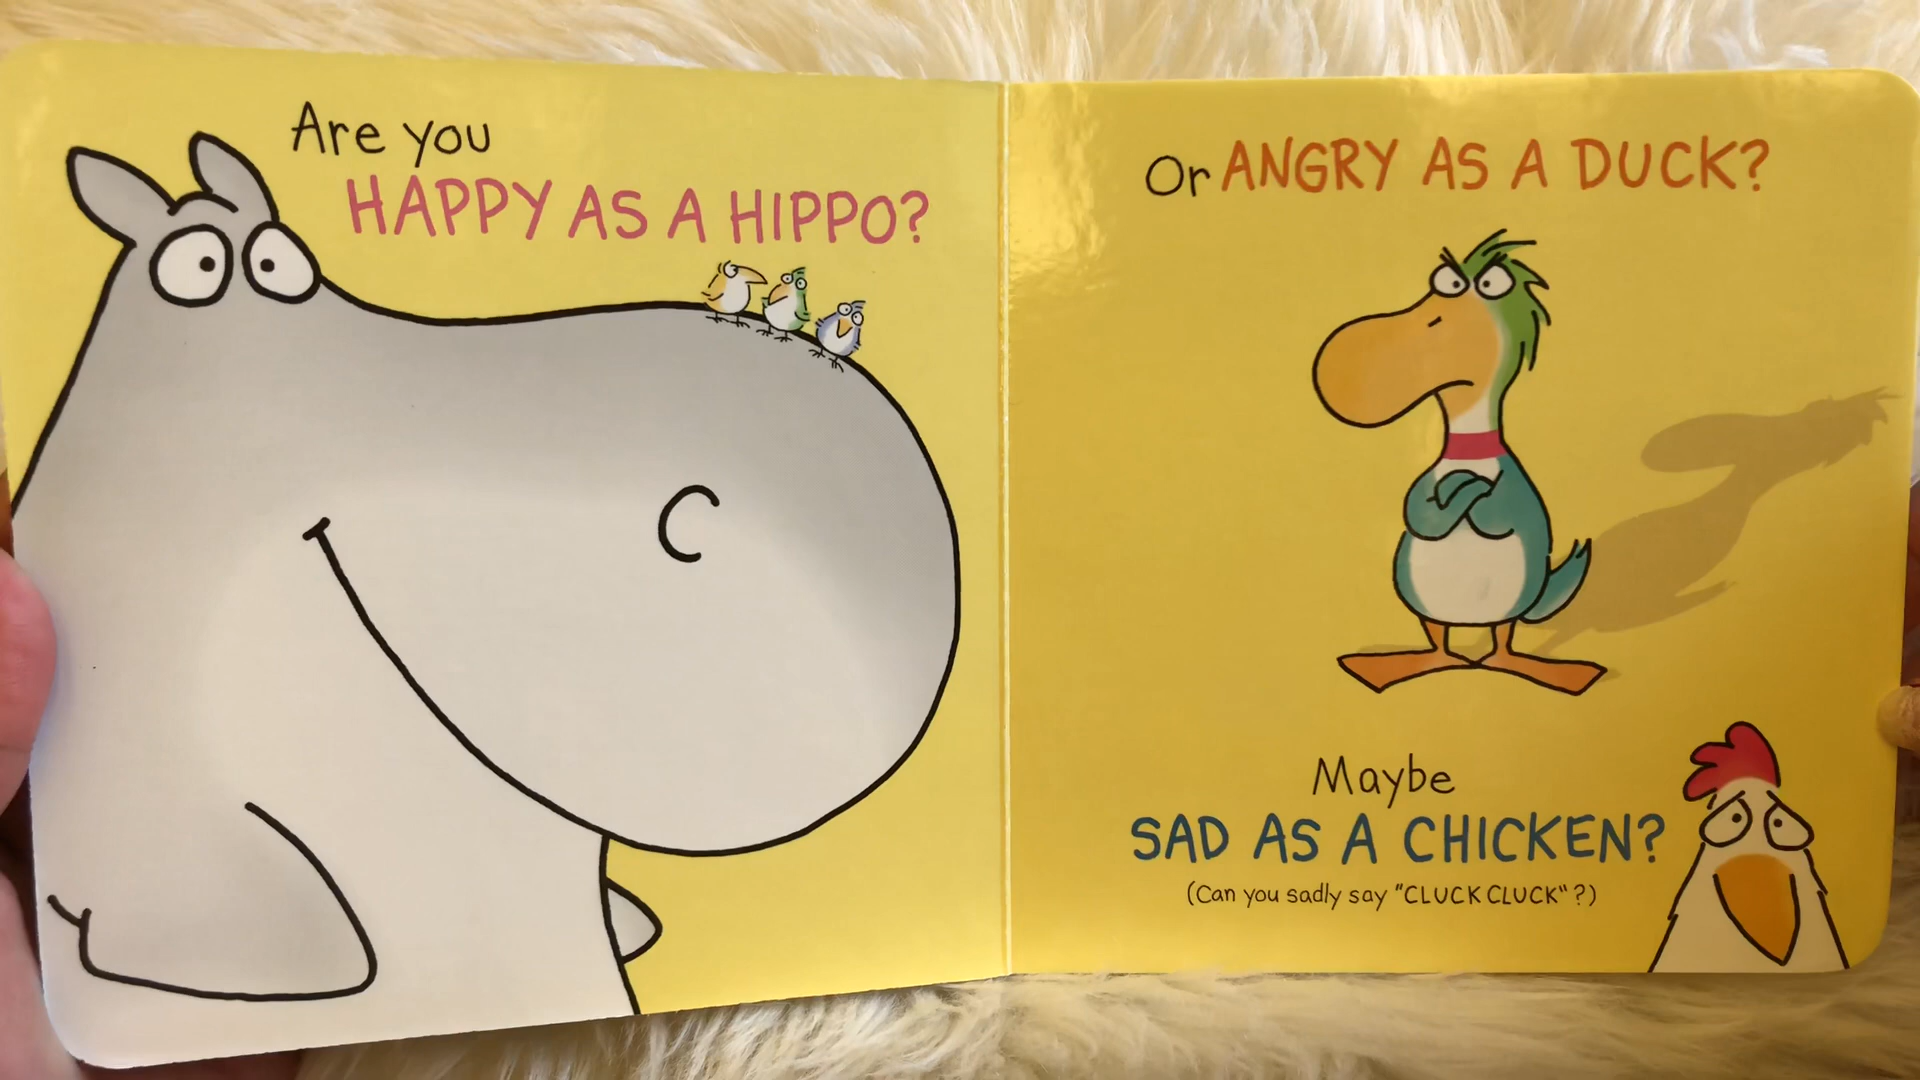 Are you
HAPPY AS A HIPPO?
Or ANGRY AS A DUCK?
Maybe
SAD AS A CHICKEN?
(Can you sadly say "CLUCK CLUCK"?)